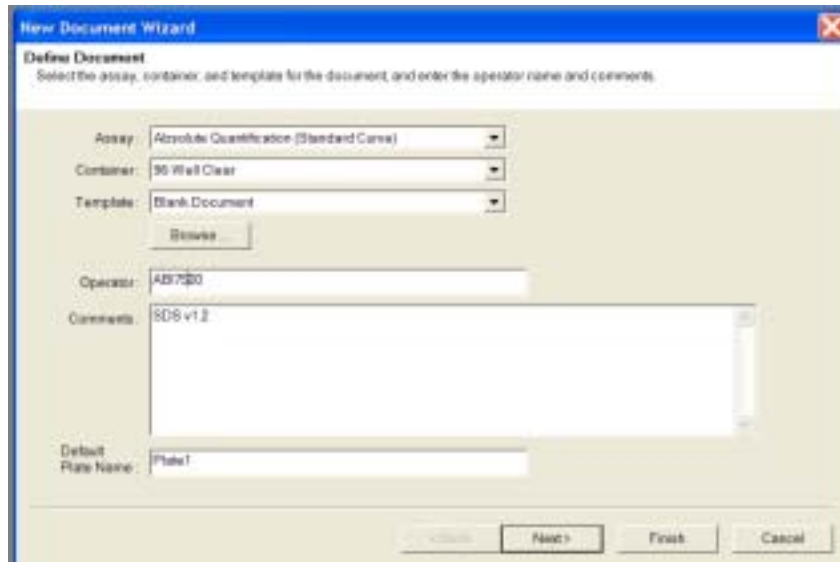 New Document Wizard
Define Document
Select the assay, container, and template for the document, and enter the operator name and comments.
Assay: Absolute Quantification (Standard Curve)
Container: 96 Well Clear
Template: Blank Document
Browse...
Operator: ABI7500
Comments: SDS v1.2
Default
Plate Name: Plate1
< Back Next > Finish Cancel